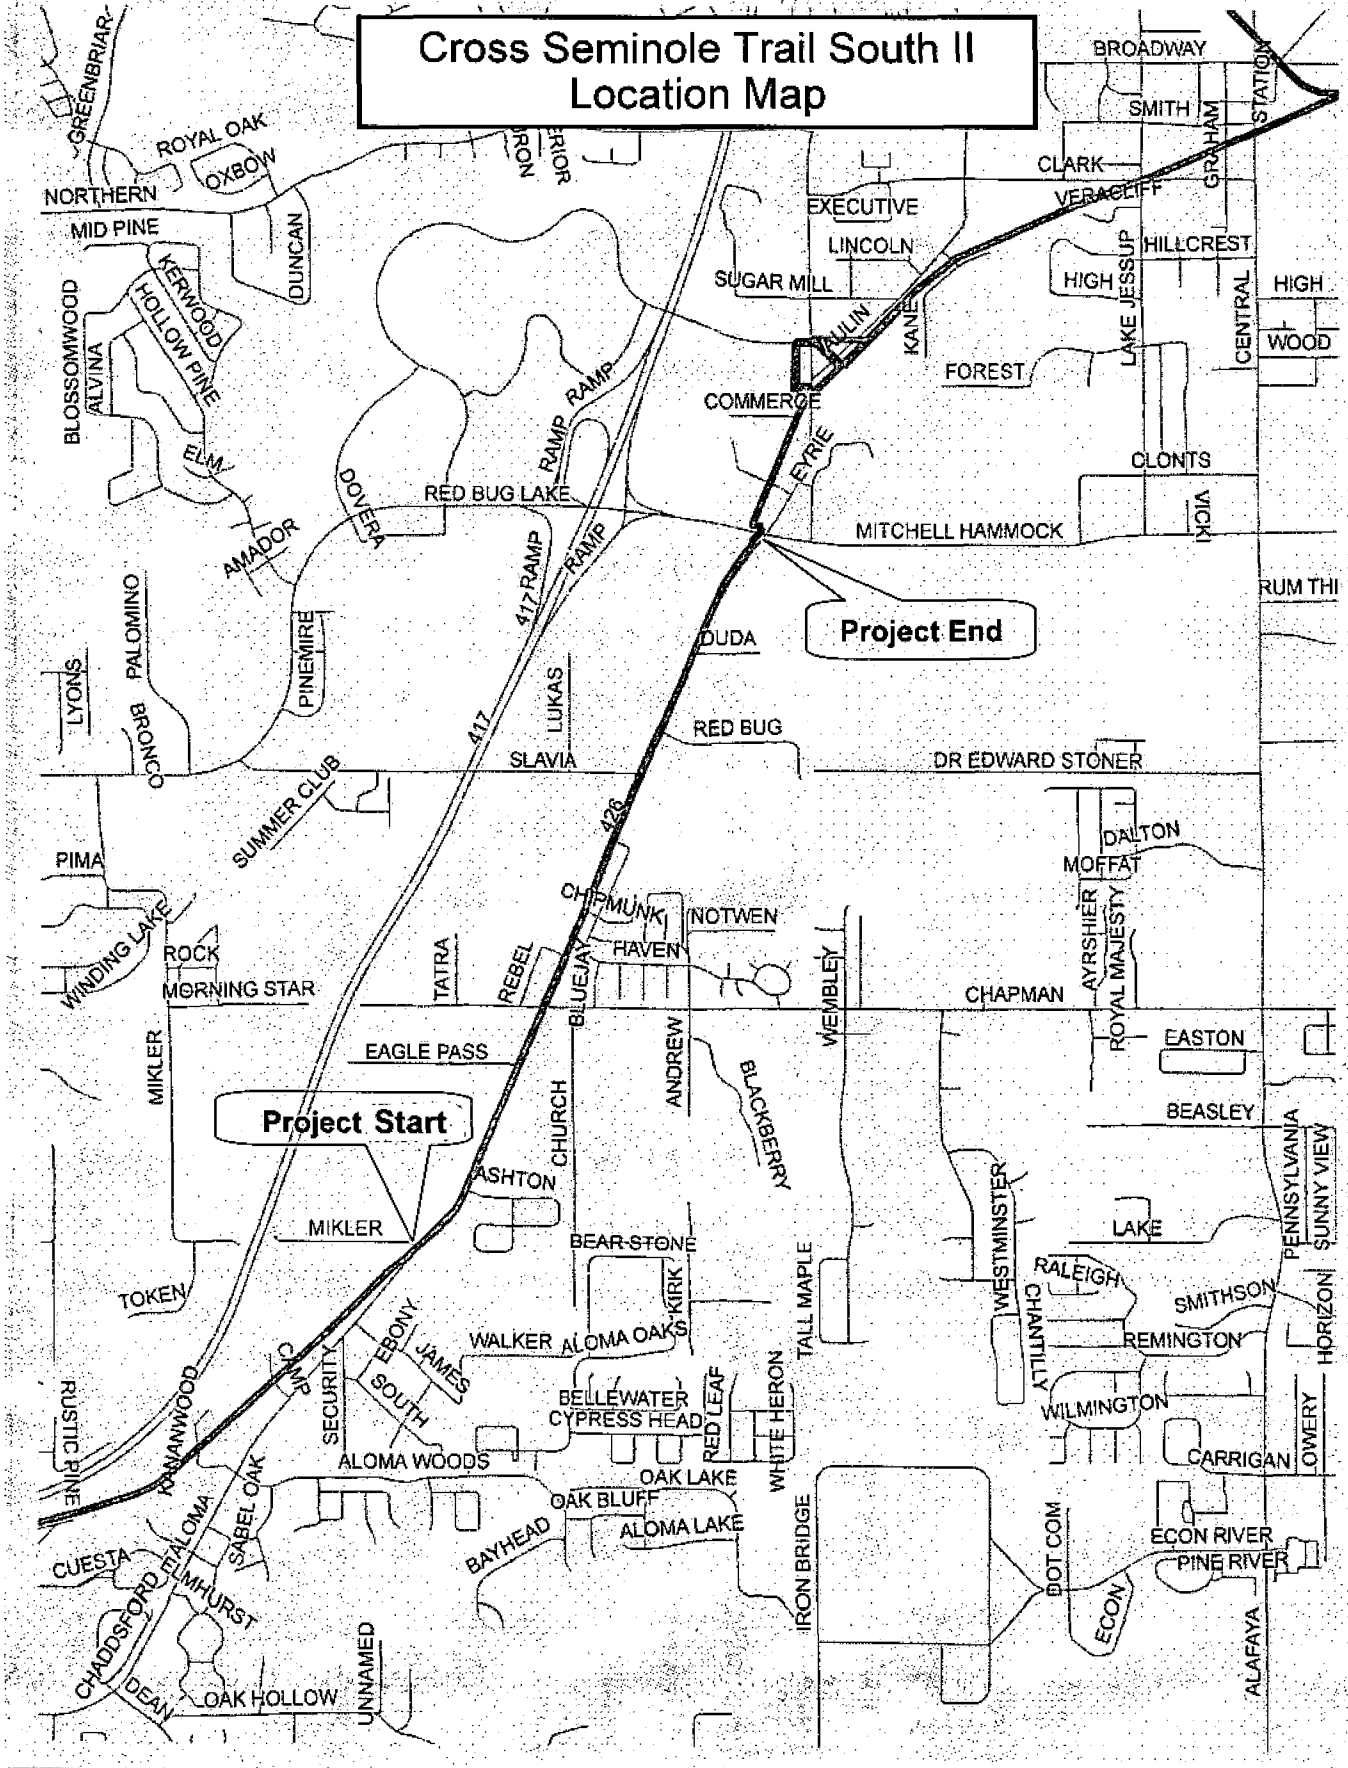 Cross Seminole Trail South II
Location Map
BROADWAY
STATION
GREENBRIAR
SMITH
GRAHAM
ROYAL OAK
OXBOW
CLARK
NORTHERN
VERACLIFF
EXECUTIVE
MID PINE
DUNCAN
LINCOLN
LAKE JESSUP
HILLCREST
KERWOOD
HOLLOW PINE
SUGAR MILL
HIGH
CENTRAL
HIGH
BLOSSOMWOOD
ALVINA
AULIN
KANE
WOOD
RAMP
FOREST
COMMERCE
RAMP
EYRIE
ELM
CLONTS
DOVERA
RED BUG LAKE
VICKI
AMADOR
RAMP
417 RAMP
MITCHELL HAMMOCK
PALOMINO
RUM THI
PINEMIRE
Project End
DUDA
LYONS
LUKAS
BRONCO
417
RED BUG
SLAVIA
DR EDWARD STONER
SUMMER CLUB
426
DALTON
PIMA
MOFFAT
CHIPMUNK
NOTWEN
AYRSHIER
ROYAL MAJESTY
WINDING LAKE
ROCK
TATRA
REBEL
BLUEJAY
HAVEN
WEMBLEY
MORNING STAR
CHAPMAN
MIKLER
EAGLE PASS
ANDREW
EASTON
BLACKBERRY
CHURCH
Project Start
BEASLEY
PENNSYLVANIA
SUNNY VIEW
ASHTON
WESTMINSTER
MIKLER
BEAR STONE
TALL MAPLE
LAKE
TOKEN
KIRK
RALEIGH
CHANTILLY
SMITHSON
HORIZON
EBONY
WALKER
ALOMA OAKS
REMINGTON
CAMP
SECURITY
JAMES
SOUTH
RUSTIC PINE
KANANWOOD
BELLEWATER
CYPRESS HEAD
RED LEAF
WHITE HERON
WILMINGTON
LOWERY
ALOMA WOODS
CARRIGAN
SABEL OAK
OAK LAKE
OAK BLUFF
ALOMA
BAYHEAD
ALOMA LAKE
IRON BRIDGE
DOT COM
ECON RIVER
PINE RIVER
CUESTA
ELMHURST
ECON
CHADDSFORD
ALAFAYA
UNNAMED
DEAN
OAK HOLLOW